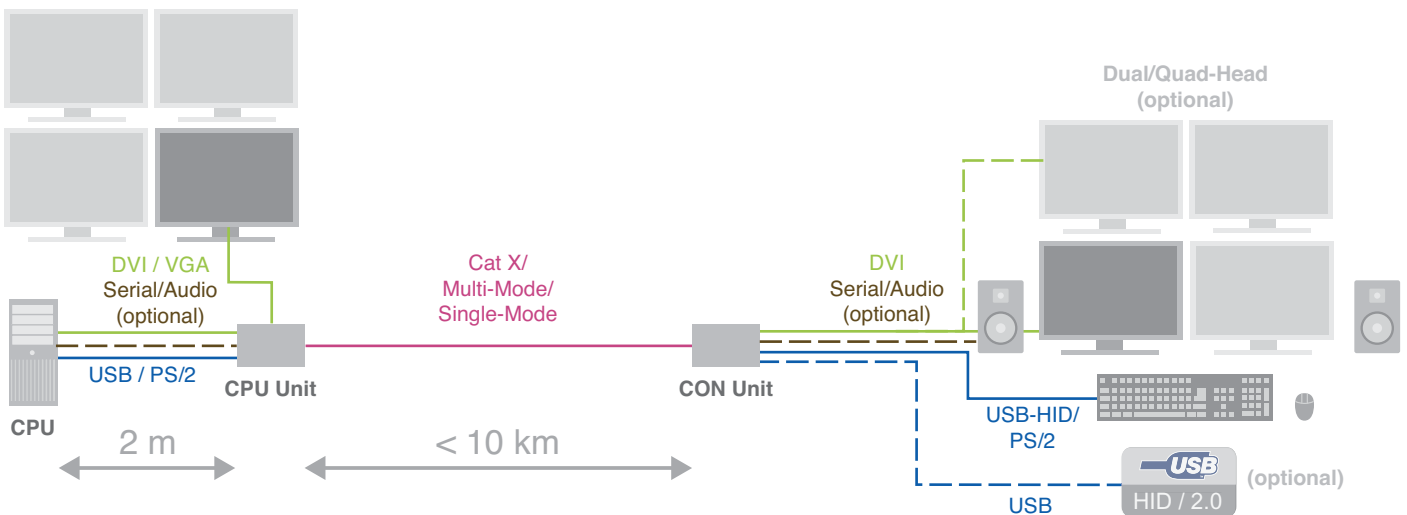 Dual/Quad-Head
(optional)
DVI / VGA
Serial/Audio
(optional)
Cat X/
Multi-Mode/
Single-Mode
DVI
Serial/Audio
(optional)
USB / PS/2
CPU Unit
CON Unit
CPU
USB-HID/
PS/2
2 m
< 10 km
USB
HID / 2.0
(optional)
USB